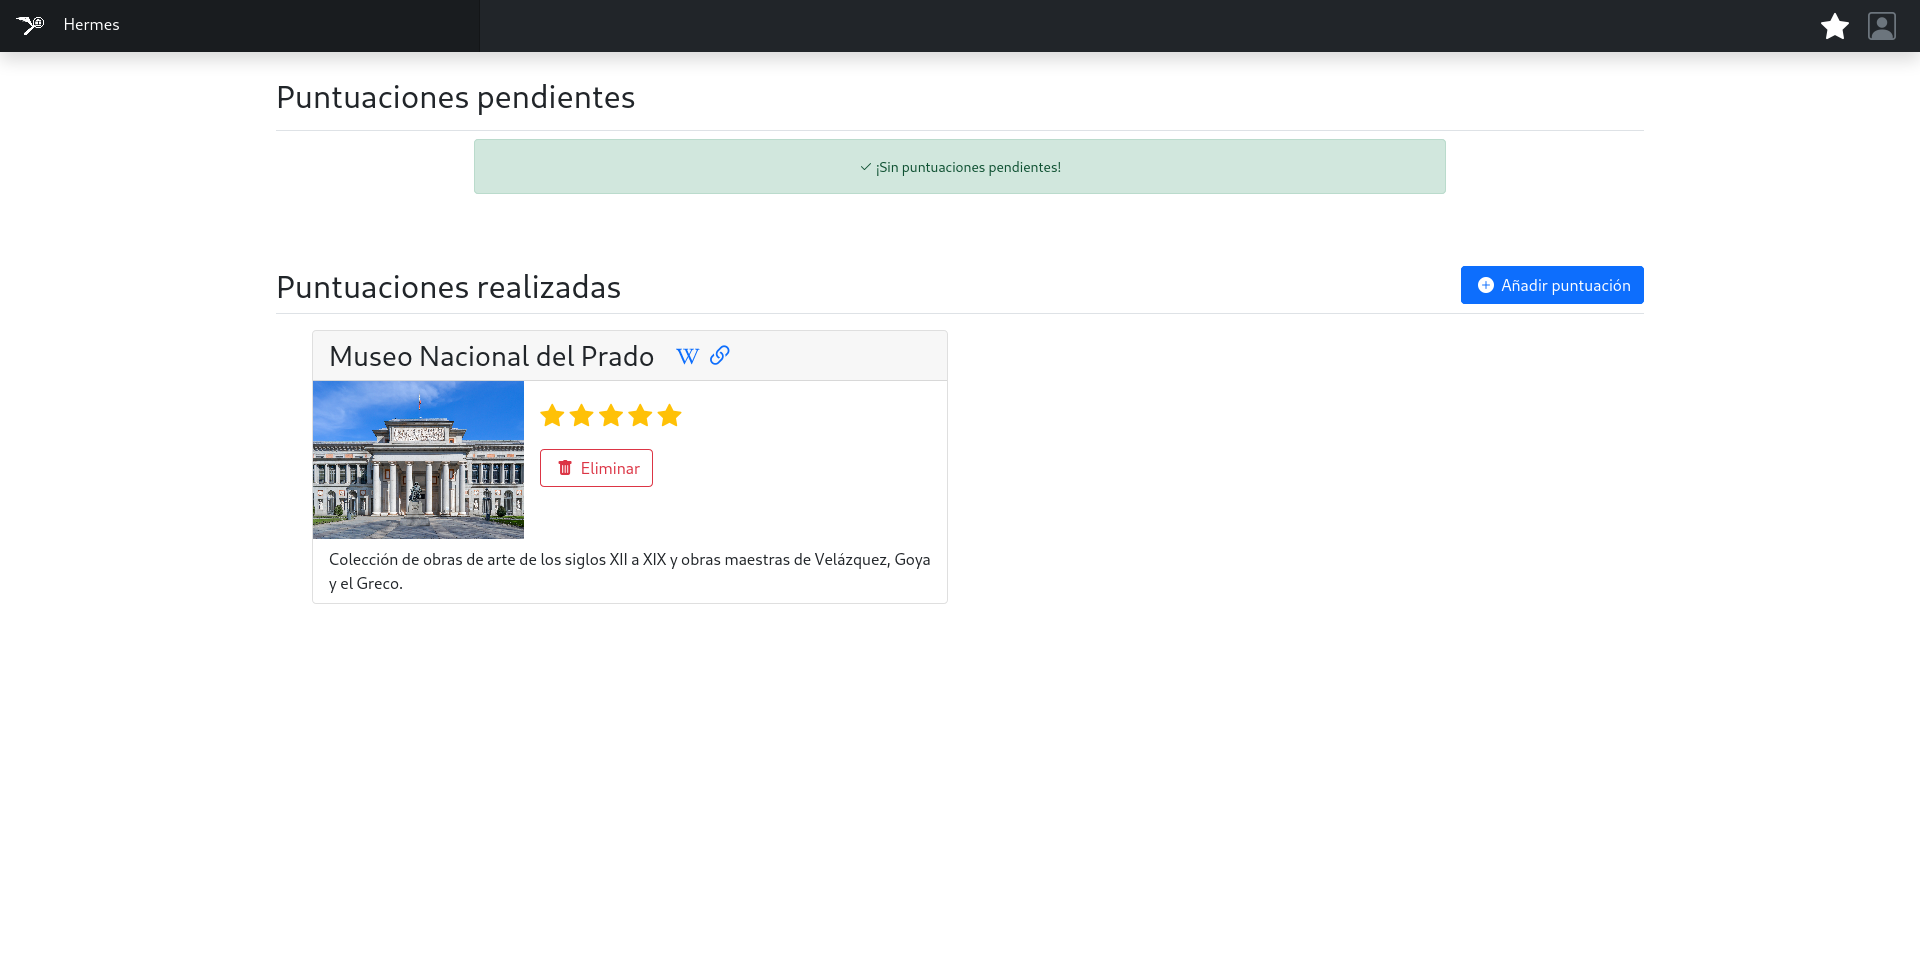 Hermes
Puntuaciones pendientes
¡Sin puntuaciones pendientes!
Puntuaciones realizadas
Añadir puntuación
Museo Nacional del Prado
Eliminar
Colección de obras de arte de los siglos XII a XIX y obras maestras de Velázquez, Goya
y el Greco.